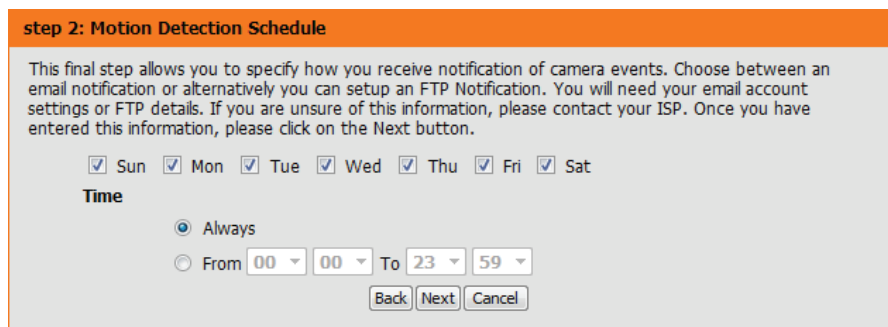 step 2: Motion Detection Schedule
This final step allows you to specify how you receive notification of camera events. Choose between an
email notification or alternatively you can setup an FTP Notification. You will need your email account
settings or FTP details. If you are unsure of this information, please contact your ISP. Once you have
entered this information, please click on the Next button.
Sun Mon Tue Wed Thu Fri Sat
Time
Always
From 00 00 To 23 59
Back Next Cancel